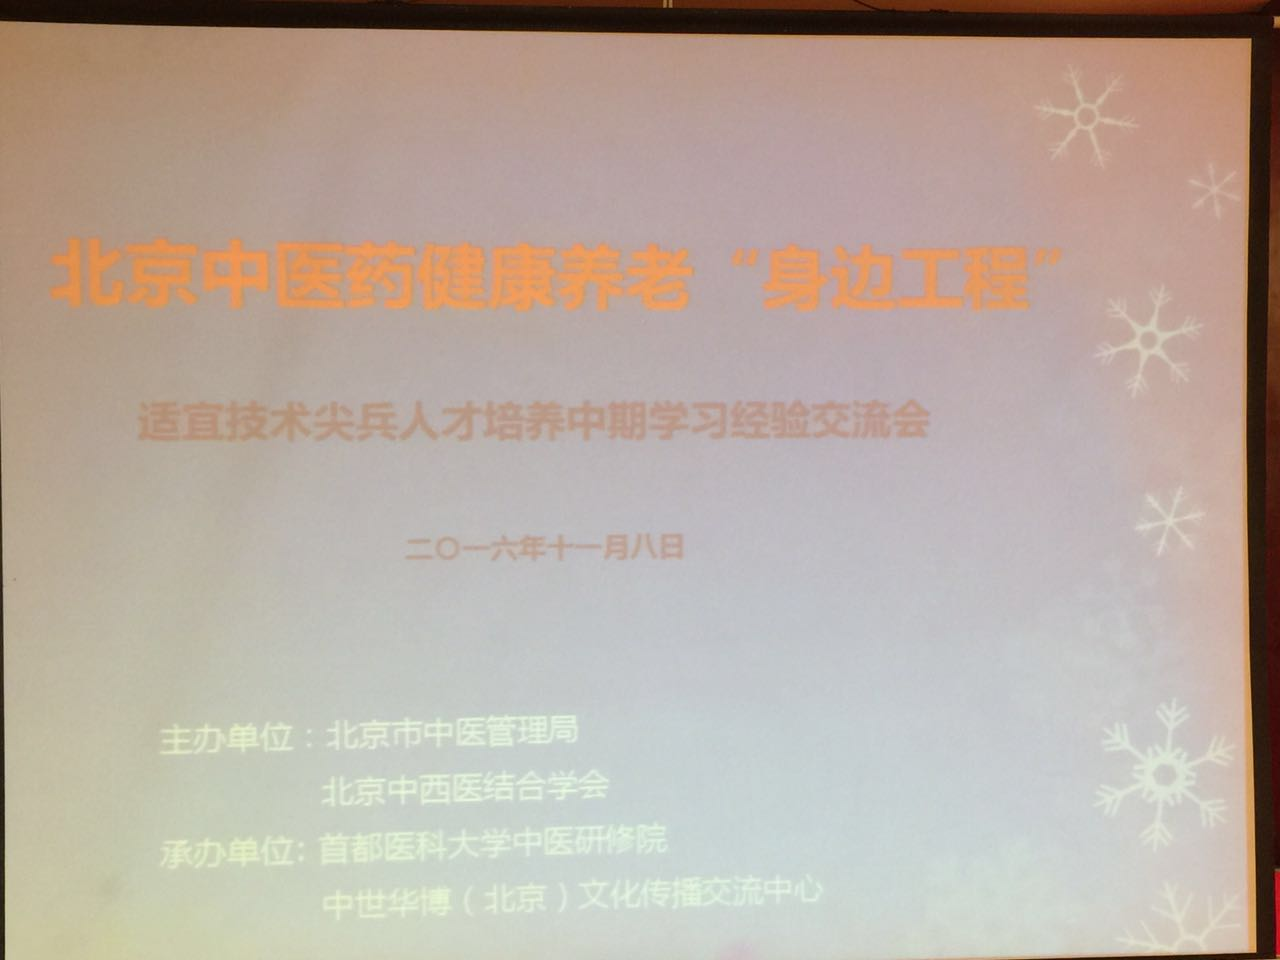 北京中医药健康养老“身边工程”
适宜技术尖兵人才培养中期学习经验交流会
二〇一六年十一月八日
主办单位：北京市中医管理局
北京中西医结合学会
承办单位：首都医科大学中医研修院
中世华博（北京）文化传播交流中心